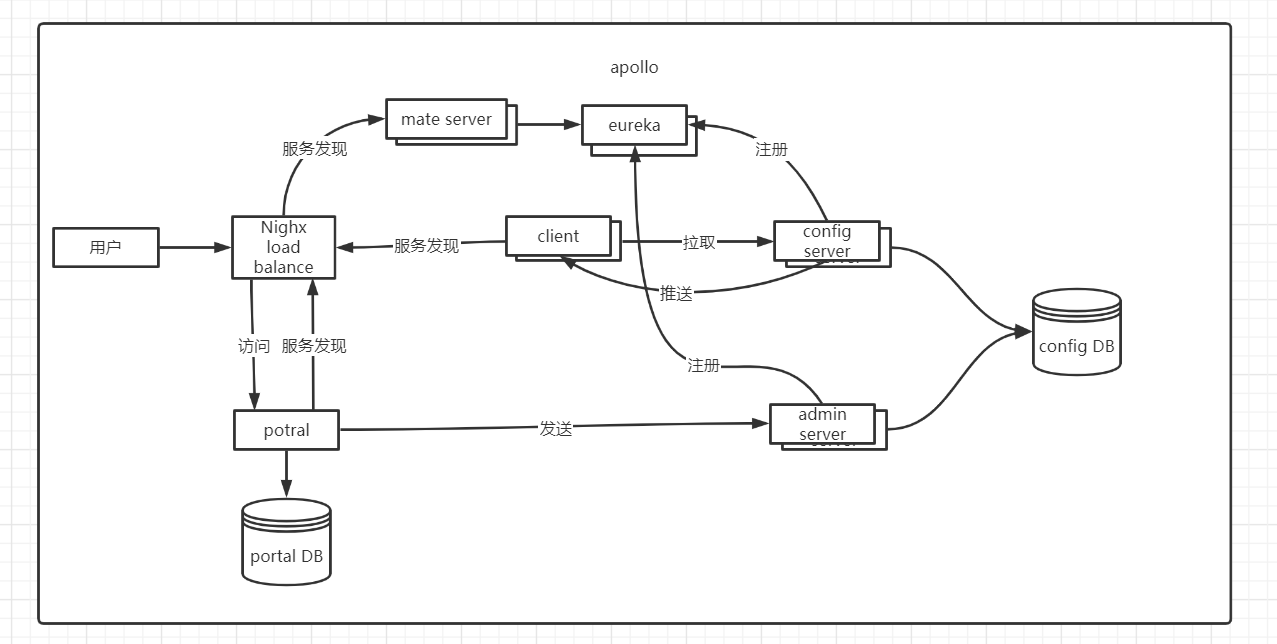 apollo
mate server
eureka
服务发现
注册
用户
Nighx
load
balance
服务发现
client
拉取
config
server
推送
访问
服务发现
config DB
注册
potral
发送
admin
server
portal DB